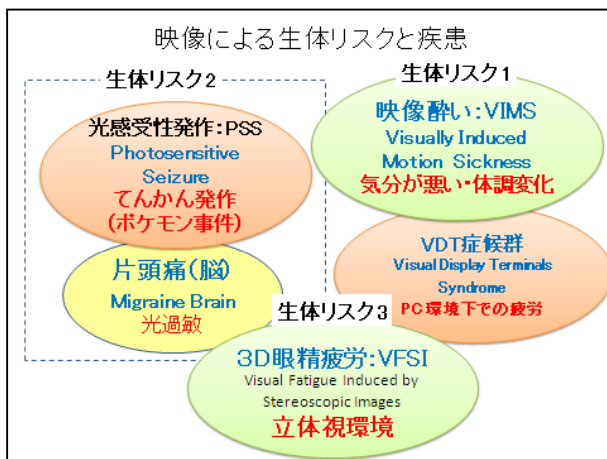 映像による生体リスクと疾患
生体リスク2
光感受性発作：PSS
Photosensitive
Seizure
てんかん発作
(ポケモン事件)
片頭痛(脳)
Migraine Brain
光過敏
生体リスク1
映像酔い：VIMS
Visually Induced
Motion Sickness
気分が悪い・体調変化
VDT症候群
Visual Display Terminals
Syndrome
PC環境下での疲労
生体リスク3
3D眼精疲労：VFSI
Visual Fatigue Induced by
Stereoscopic Images
立体視環境